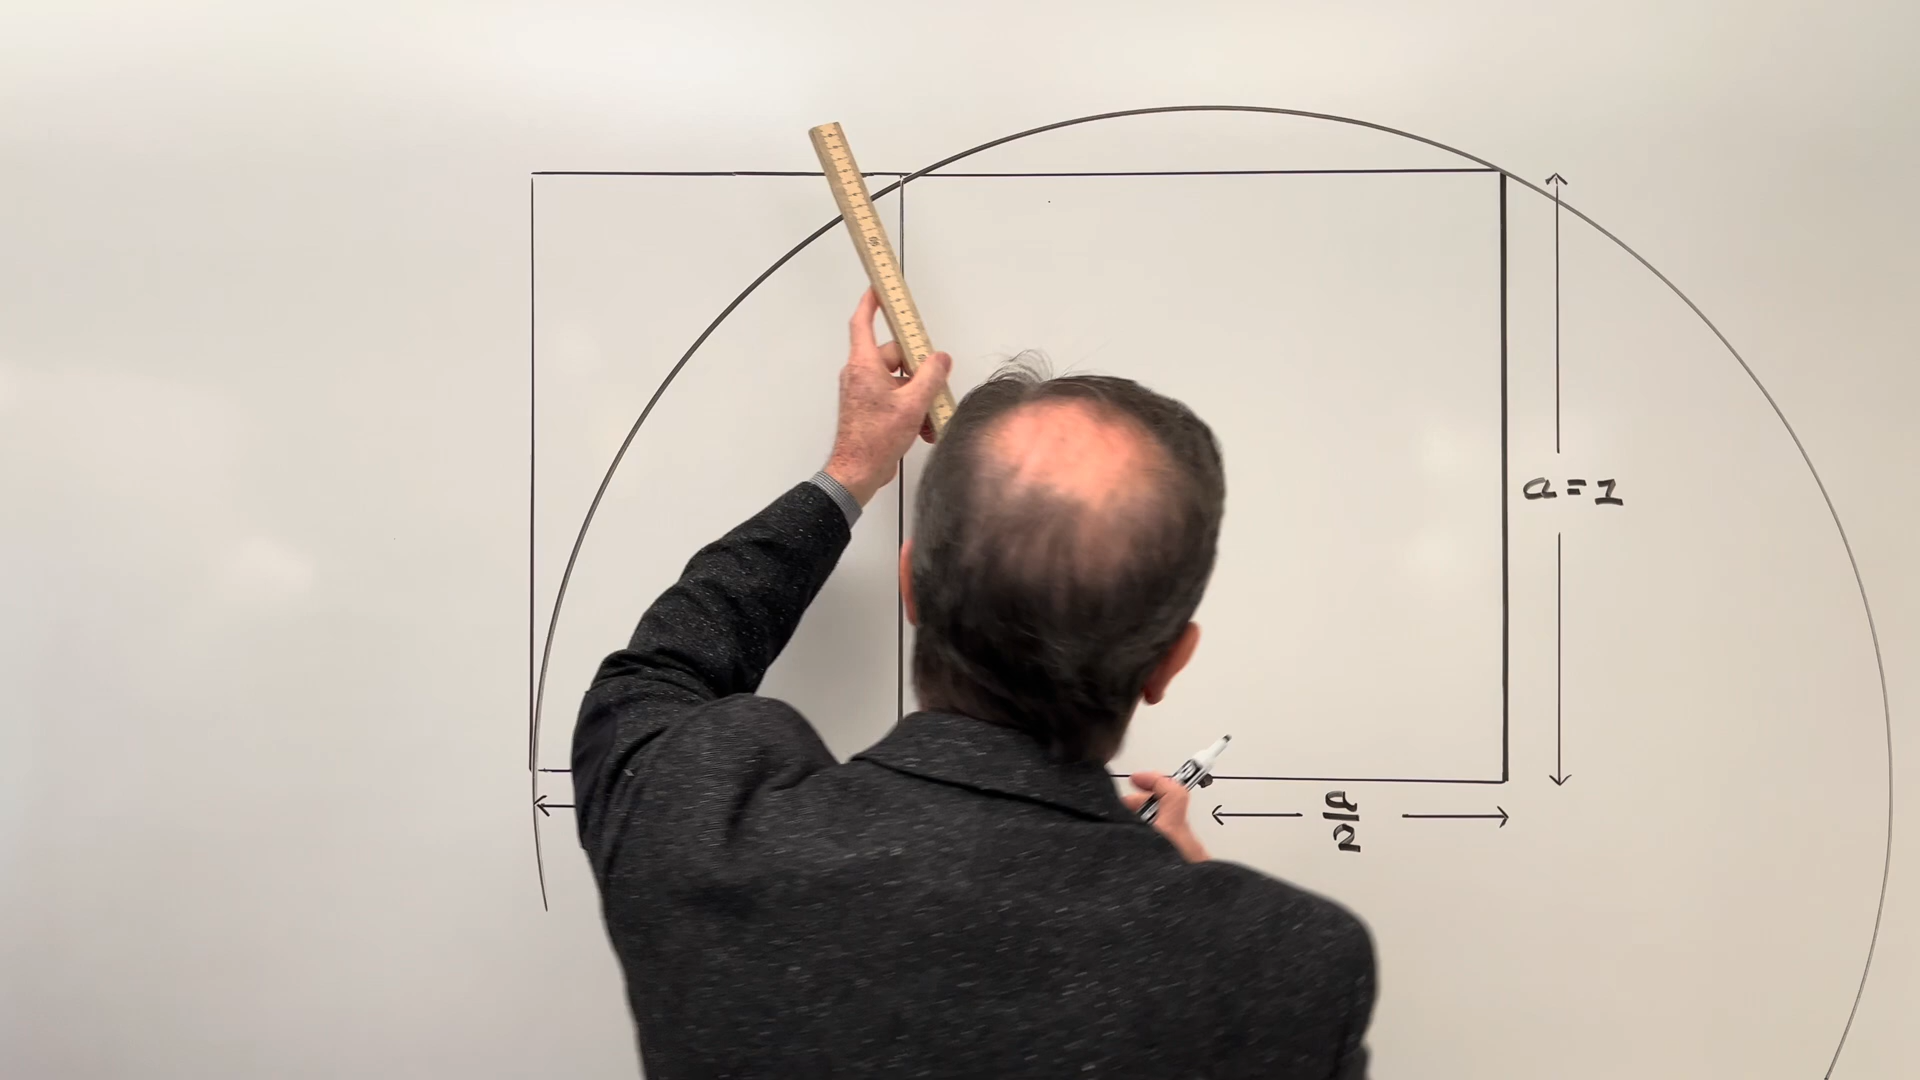 a = 1
a/2